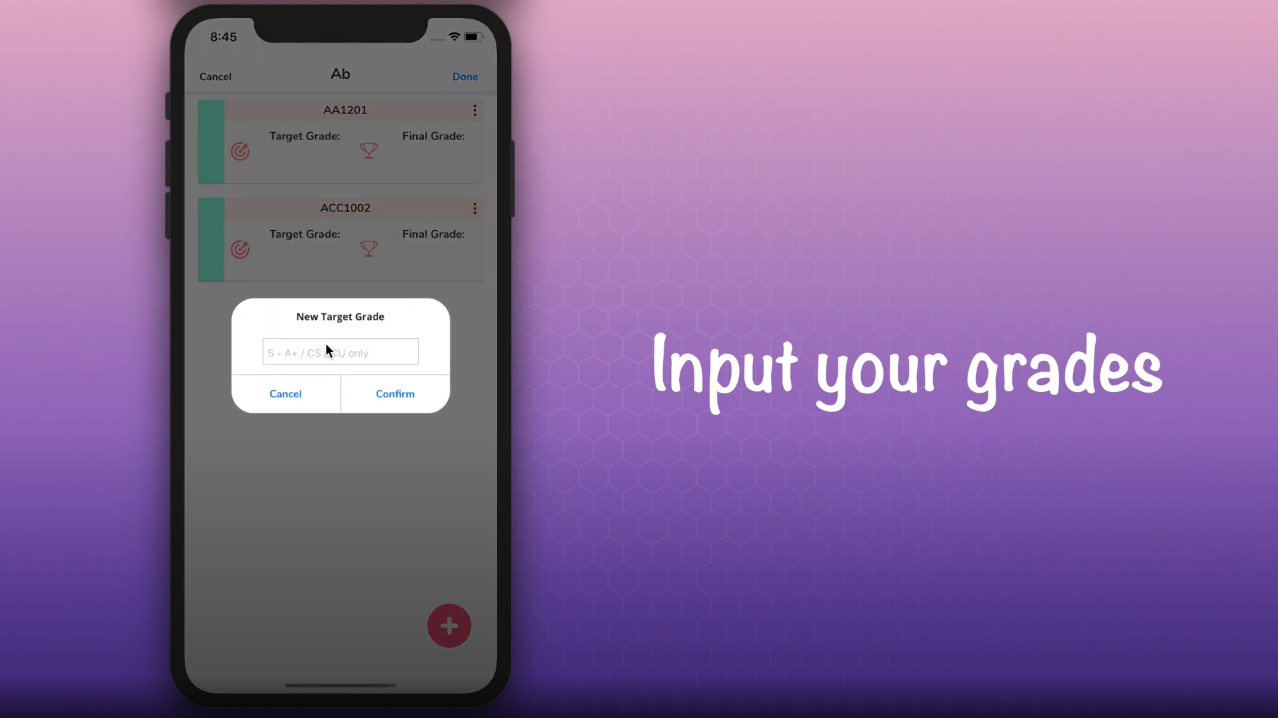 8:45
Cancel
Ab
Done
AA1201
Target Grade:
Final Grade:
ACC1002
Target Grade:
Final Grade:
New Target Grade
S - A+ / CS CU only
Cancel
Confirm
Input your grades